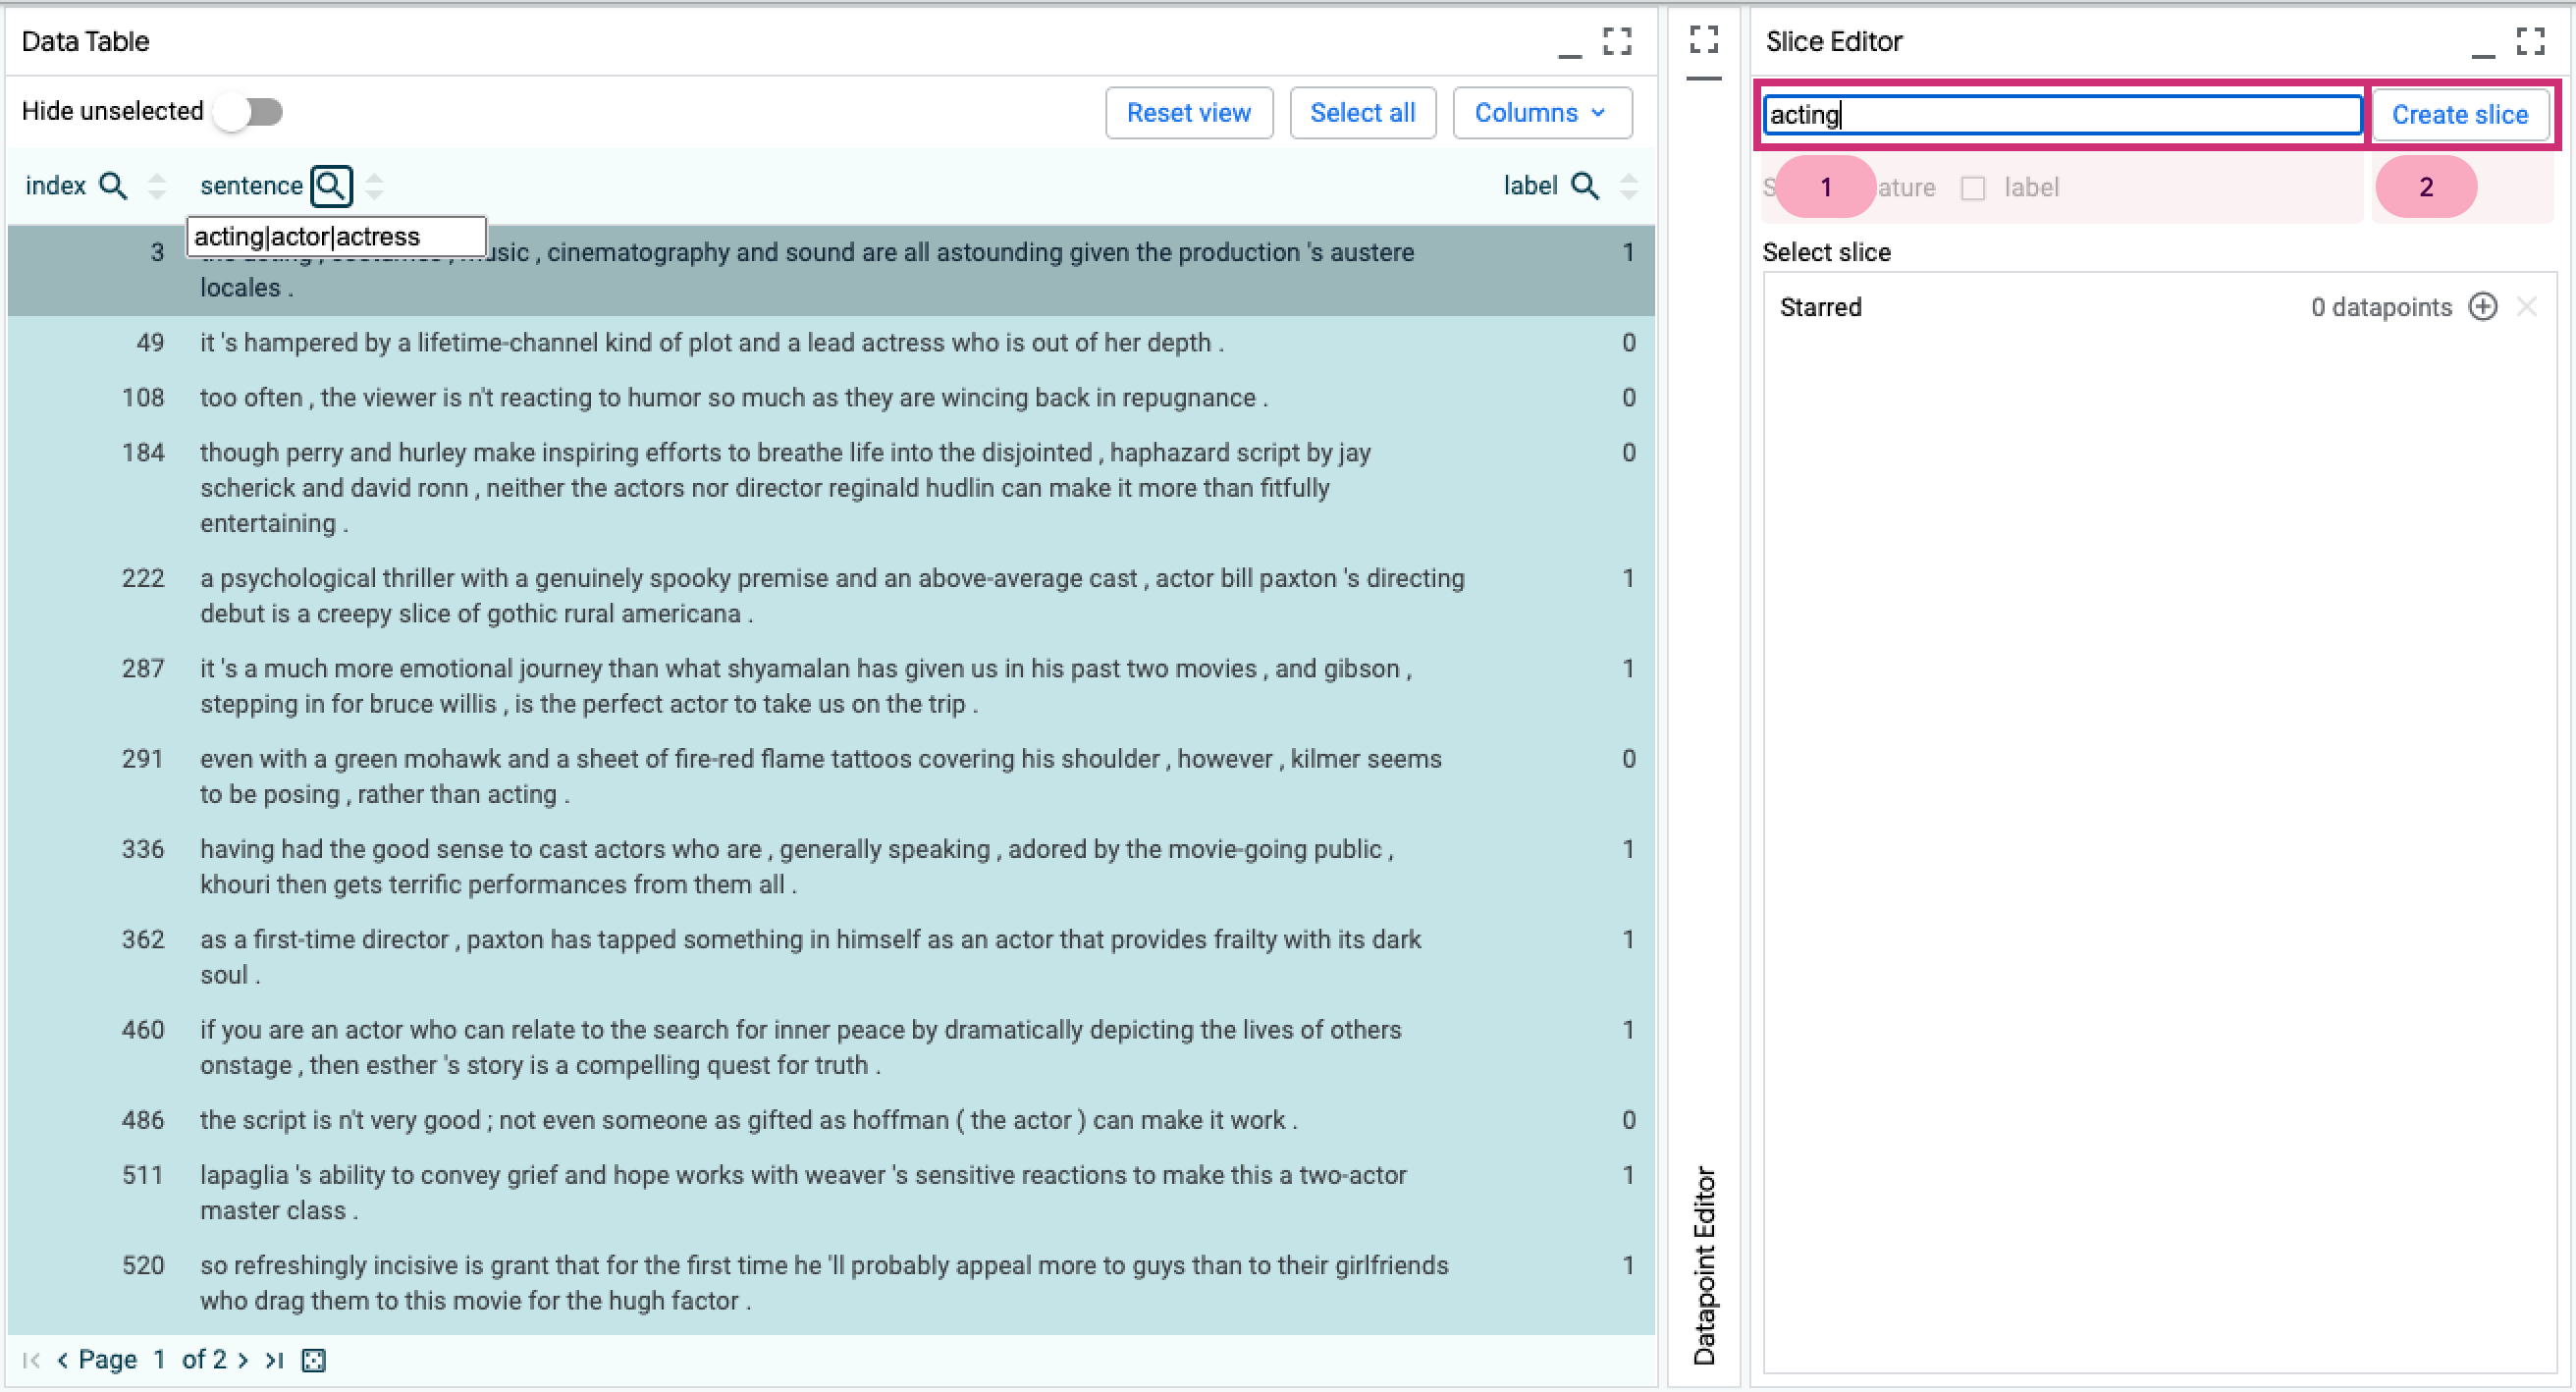 Data Table
Hide unselected
Reset view
Select all
Columns
index
sentence
label
acting|actor|actress
3 the acting , costumes , music , cinematography and sound are all astounding given the production 's austere 1
locales .
49 it 's hampered by a lifetime-channel kind of plot and a lead actress who is out of her depth . 0
108 too often , the viewer is n't reacting to humor so much as they are wincing back in repugnance . 0
184 though perry and hurley make inspiring efforts to breathe life into the disjointed , haphazard script by jay 0
scherick and david ronn , neither the actors nor director reginald hudlin can make it more than fitfully
entertaining .
222 a psychological thriller with a genuinely spooky premise and an above-average cast , actor bill paxton 's directing 1
debut is a creepy slice of gothic rural americana .
287 it 's a much more emotional journey than what shyamalan has given us in his past two movies , and gibson , 1
stepping in for bruce willis , is the perfect actor to take us on the trip .
291 even with a green mohawk and a sheet of fire-red flame tattoos covering his shoulder , however , kilmer seems 0
to be posing , rather than acting .
336 having had the good sense to cast actors who are , generally speaking , adored by the movie-going public , 1
khouri then gets terrific performances from them all .
362 as a first-time director , paxton has tapped something in himself as an actor that provides frailty with its dark 1
soul .
460 if you are an actor who can relate to the search for inner peace by dramatically depicting the lives of others 1
onstage , then esther 's story is a compelling quest for truth .
486 the script is n't very good ; not even someone as gifted as hoffman ( the actor ) can make it work . 0
511 lapaglia 's ability to convey grief and hope works with weaver 's sensitive reactions to make this a two-actor 1
master class .
520 so refreshingly incisive is grant that for the first time he 'll probably appeal more to guys than to their girlfriends 1
who drag them to this movie for the hugh factor .
Page 1 of 2
Datapoint Editor
Slice Editor
acting
Create slice
1 ature label 2
Select slice
Starred 0 datapoints